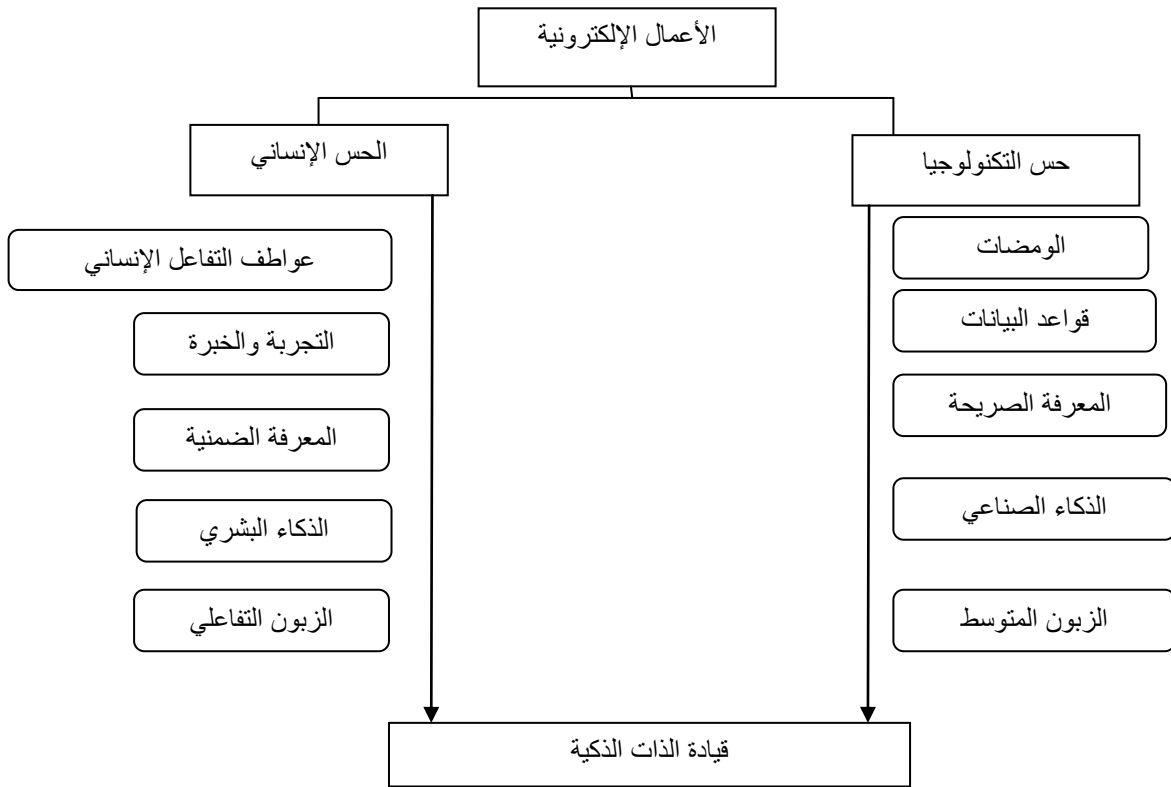 الأعمال الإلكترونية
حس التكنولوجيا
الحس الإنساني
الومضات
عواطف التفاعل الإنساني
قواعد البيانات
التجربة والخبرة
المعرفة الصريحة
المعرفة الضمنية
الذكاء الصناعي
الذكاء البشري
الزبون المتوسط
الزبون التفاعلي
قيادة الذات الذكية